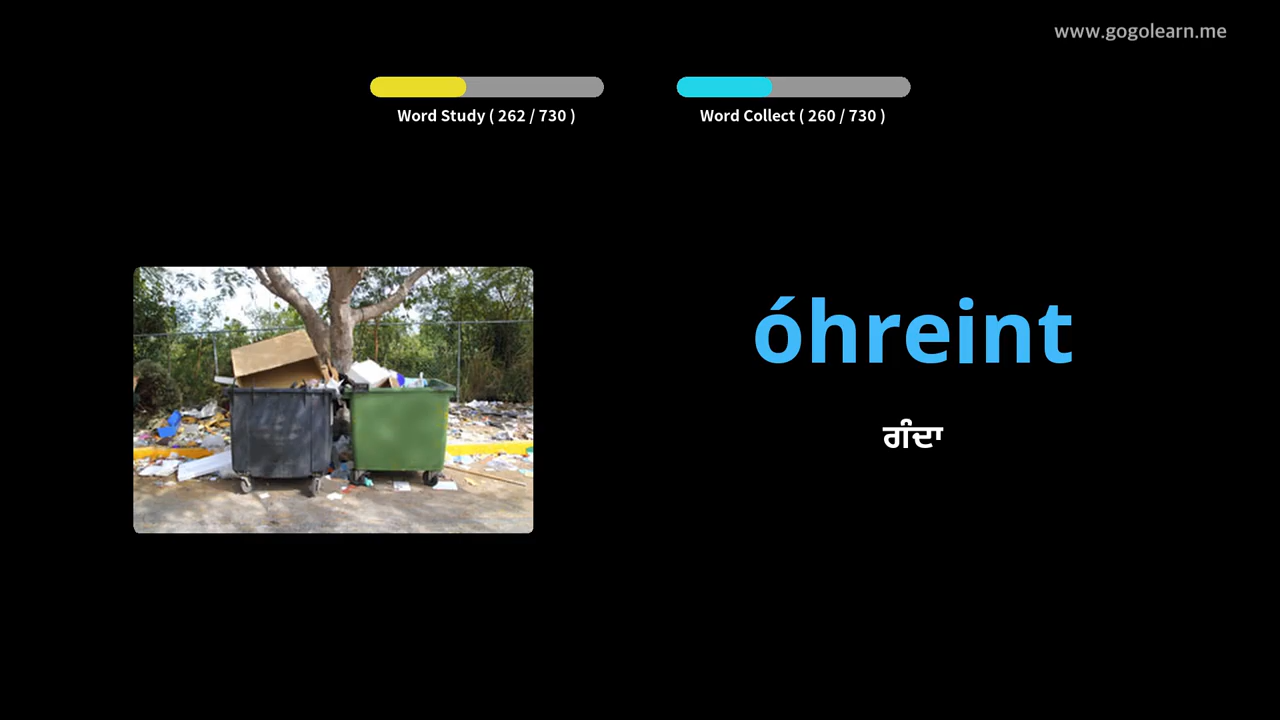 www.gogolearn.me
Word Study ( 262 / 730 )
Word Collect ( 260 / 730 )
óhreint
ਗੰਦਾ